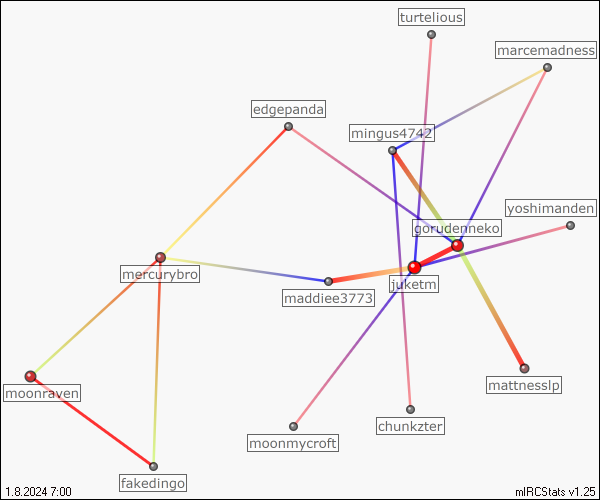 turtelious
marcemadness
edgepanda
mingus4742
yoshimanden
gorudenneko
mercurybro
maddiee3773
juketm
moonraven
mattnesslp
chunkzter
moonmycroft
fakedingo
1.8.2024 7:00
mIRCStats v1.25